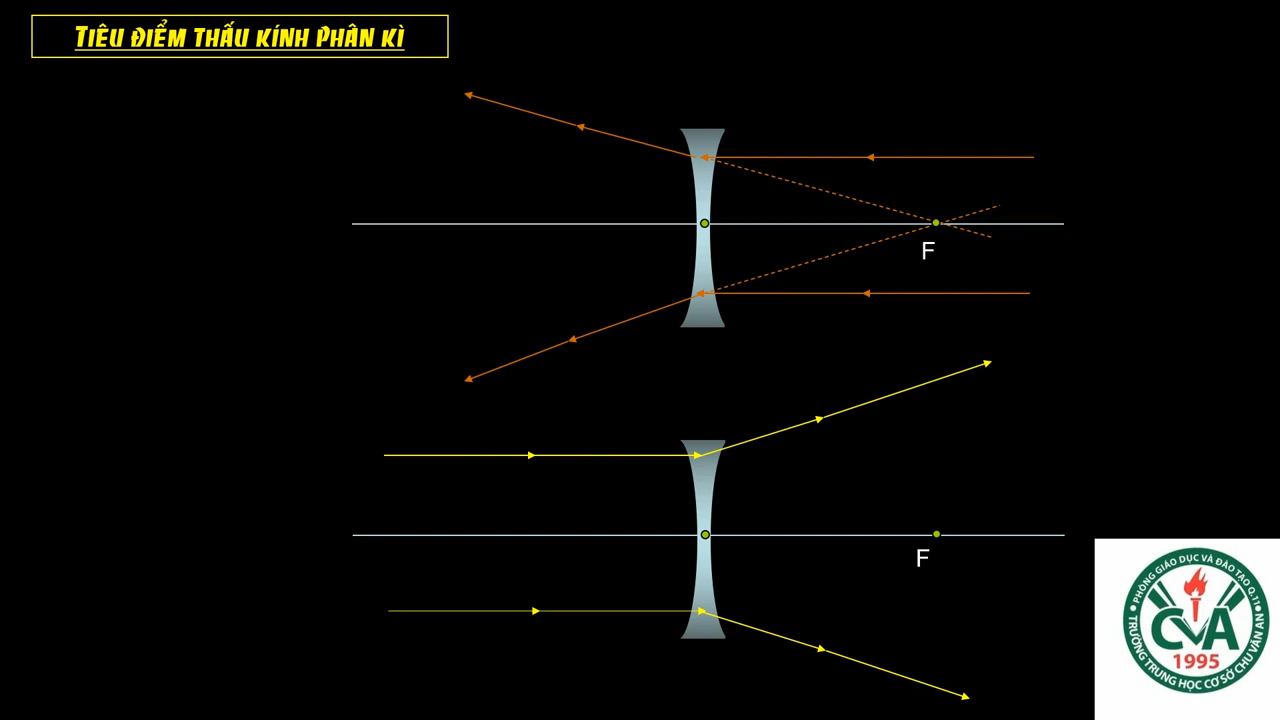 TIÊU ĐIỂM THẤU KÍNH PHÂN KÌ
F
F
PHÒNG GIÁO DỤC VÀ ĐÀO TẠO Q.11
CVA
1995
TRƯỜNG TRUNG HỌC CƠ SỞ CHU VĂN AN